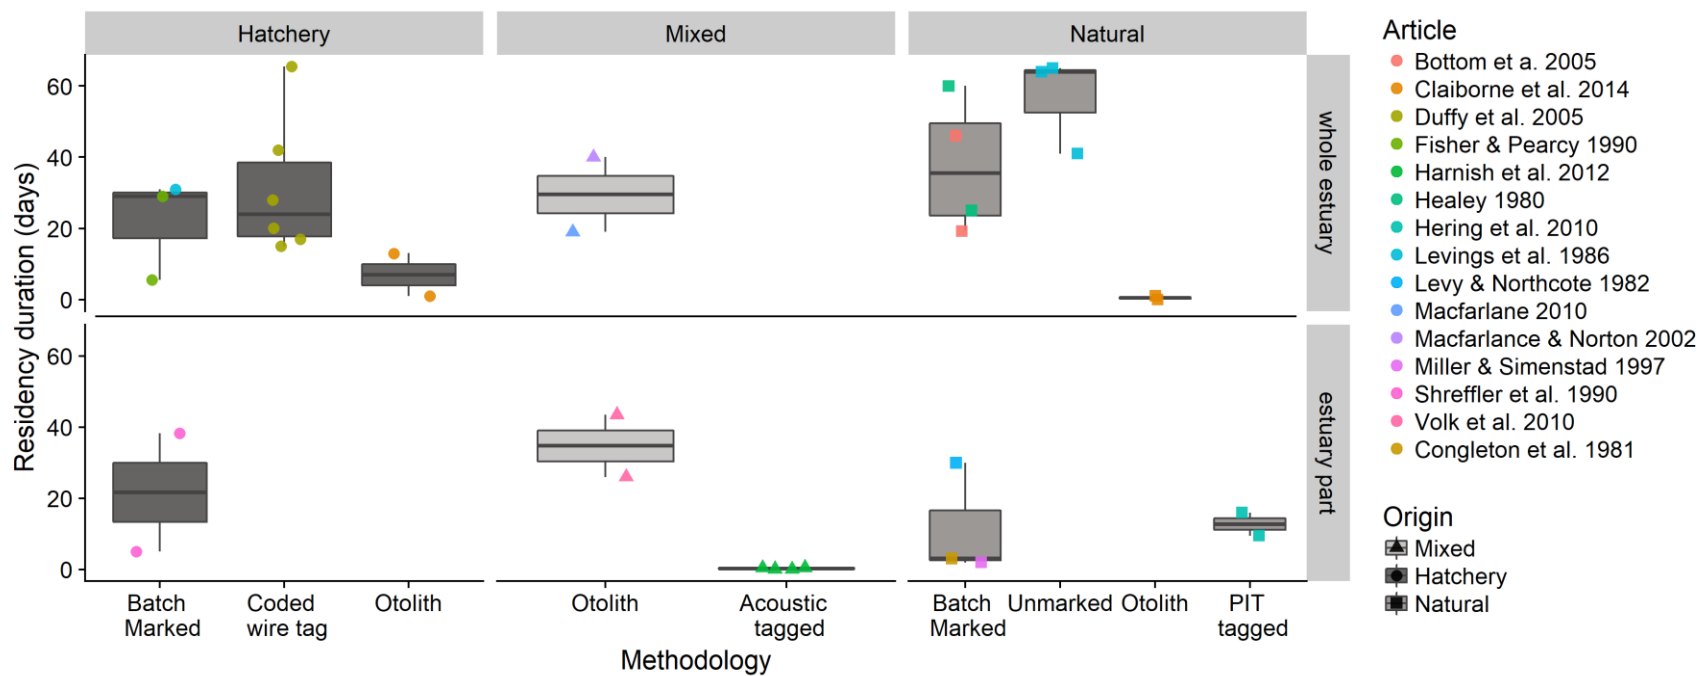 Hatchery
Mixed
Natural
Residency duration (days)
60
40
20
0
whole estuary
60
40
20
0
estuary part
Batch
Marked
Coded
wire tag
Otolith
Otolith
Acoustic
tagged
Batch
Marked
Unmarked
Otolith
PIT
tagged
Methodology
Article
Bottom et a. 2005
Claiborne et al. 2014
Duffy et al. 2005
Fisher & Pearcy 1990
Harnish et al. 2012
Healey 1980
Hering et al. 2010
Levings et al. 1986
Levy & Northcote 1982
Macfarlane 2010
Macfarlance & Norton 2002
Miller & Simenstad 1997
Shreffler et al. 1990
Volk et al. 2010
Congleton et al. 1981
Origin
Mixed
Hatchery
Natural